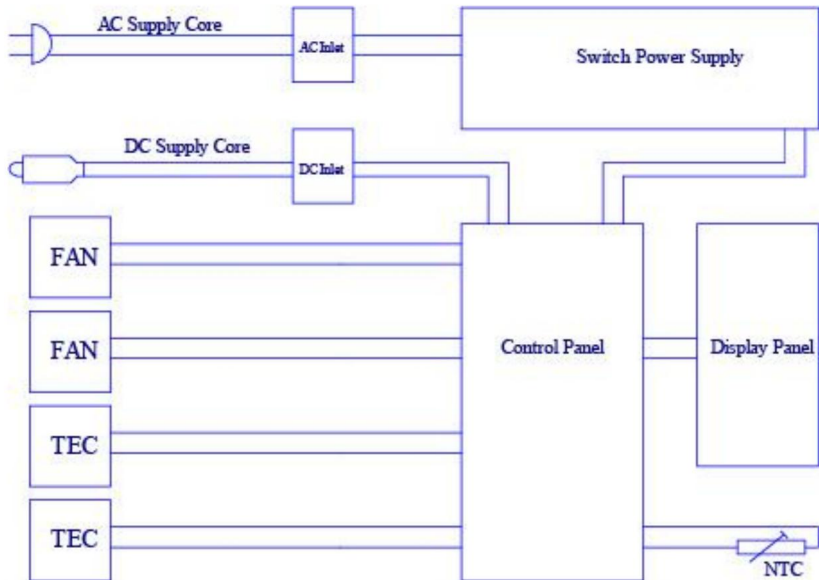 AC Supply Core
AC Inlet
Switch Power Supply
DC Supply Core
DC Inlet
FAN
FAN
Control Panel
Display Panel
TEC
TEC
NTC